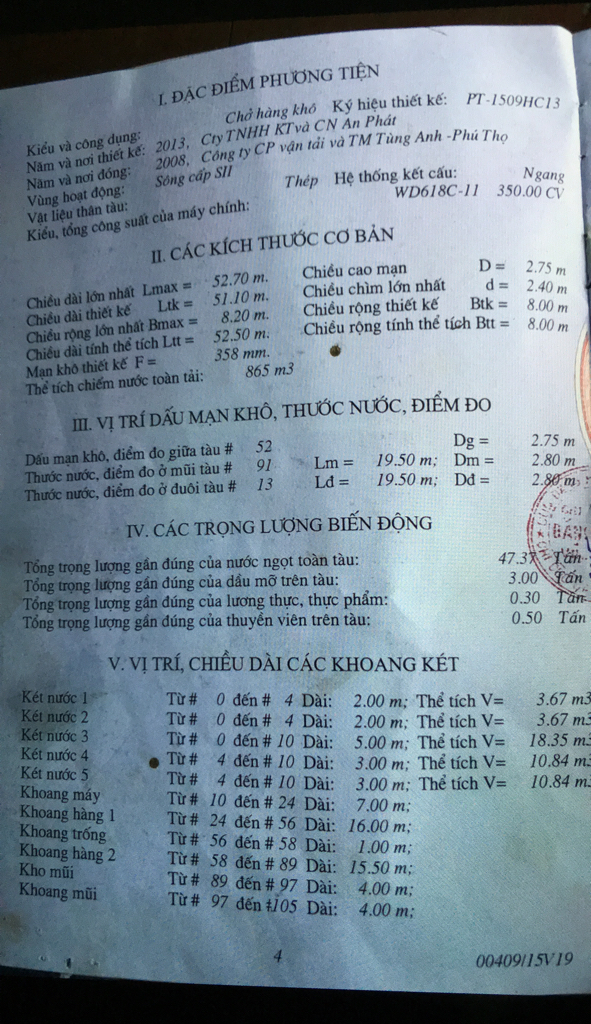 I. ĐẶC ĐIỂM PHƯƠNG TIỆN
Kiểu và công dụng: Chở hàng khô Ký hiệu thiết kế: PT-1509HC13
Năm và nơi thiết kế: 2013, Cty TNHH KT và CN An Phát
Năm và nơi đóng: 2008, Công ty CP vận tải và TM Tùng Anh -Phú Thọ
Vùng hoạt động: Sông cấp SII
Vật liệu thân tàu: Thép Hệ thống kết cấu: Ngang
Kiểu, tổng công suất của máy chính: WD618C-11 350.00 CV
II. CÁC KÍCH THƯỚC CƠ BẢN
Chiều dài lớn nhất Lmax = 52.70 m. Chiều cao mạn D = 2.75 m
Chiều dài thiết kế Ltk = 51.10 m. Chiều chìm lớn nhất d = 2.40 m
Chiều rộng lớn nhất Bmax = 8.20 m. Chiều rộng thiết kế Btk = 8.00 m
Chiều dài tính thể tích Ltt = 52.50 m. Chiều rộng tính thể tích Btt = 8.00 m
Mạn khô thiết kế F = 358 mm.
Thể tích chiếm nước toàn tải: 865 m3
III. VỊ TRÍ DẤU MẠN KHÔ, THƯỚC NƯỚC, ĐIỂM ĐO
Dấu mạn khô, điểm đo giữa tàu # 52 Dg = 2.75 m
Thước nước, điểm đo ở mũi tàu # 91 Lm = 19.50 m; Dm = 2.80 m
Thước nước, điểm đo ở đuôi tàu # 13 Lđ = 19.50 m; Dđ = 2.80 m
IV. CÁC TRỌNG LƯỢNG BIẾN ĐỘNG
Tổng trọng lượng gần đúng của nước ngọt toàn tàu: 47.37 Tấn
Tổng trọng lượng gần đúng của dầu mỡ trên tàu: 3.00 Tấn
Tổng trọng lượng gần đúng của lương thực, thực phẩm: 0.30 Tấn
Tổng trọng lượng gần đúng của thuyền viên trên tàu: 0.50 Tấn
V. VỊ TRÍ, CHIỀU DÀI CÁC KHOANG KÉT
Két nước 1 Từ # 0 đến # 4 Dài: 2.00 m; Thể tích V= 3.67 m3
Két nước 2 Từ # 0 đến # 4 Dài: 2.00 m; Thể tích V= 3.67 m3
Két nước 3 Từ # 0 đến # 10 Dài: 5.00 m; Thể tích V= 18.35 m3
Két nước 4 Từ # 4 đến # 10 Dài: 3.00 m; Thể tích V= 10.84 m3
Két nước 5 Từ # 4 đến # 10 Dài: 3.00 m; Thể tích V= 10.84 m3
Khoang máy Từ # 10 đến # 24 Dài: 7.00 m;
Khoang hàng 1 Từ # 24 đến # 56 Dài: 16.00 m;
Khoang trống Từ # 56 đến # 58 Dài: 1.00 m;
Khoang hàng 2 Từ # 58 đến # 89 Dài: 15.50 m;
Kho mũi Từ # 89 đến # 97 Dài: 4.00 m;
Khoang mũi Từ # 97 đến #105 Dài: 4.00 m;
4
00409/15V19